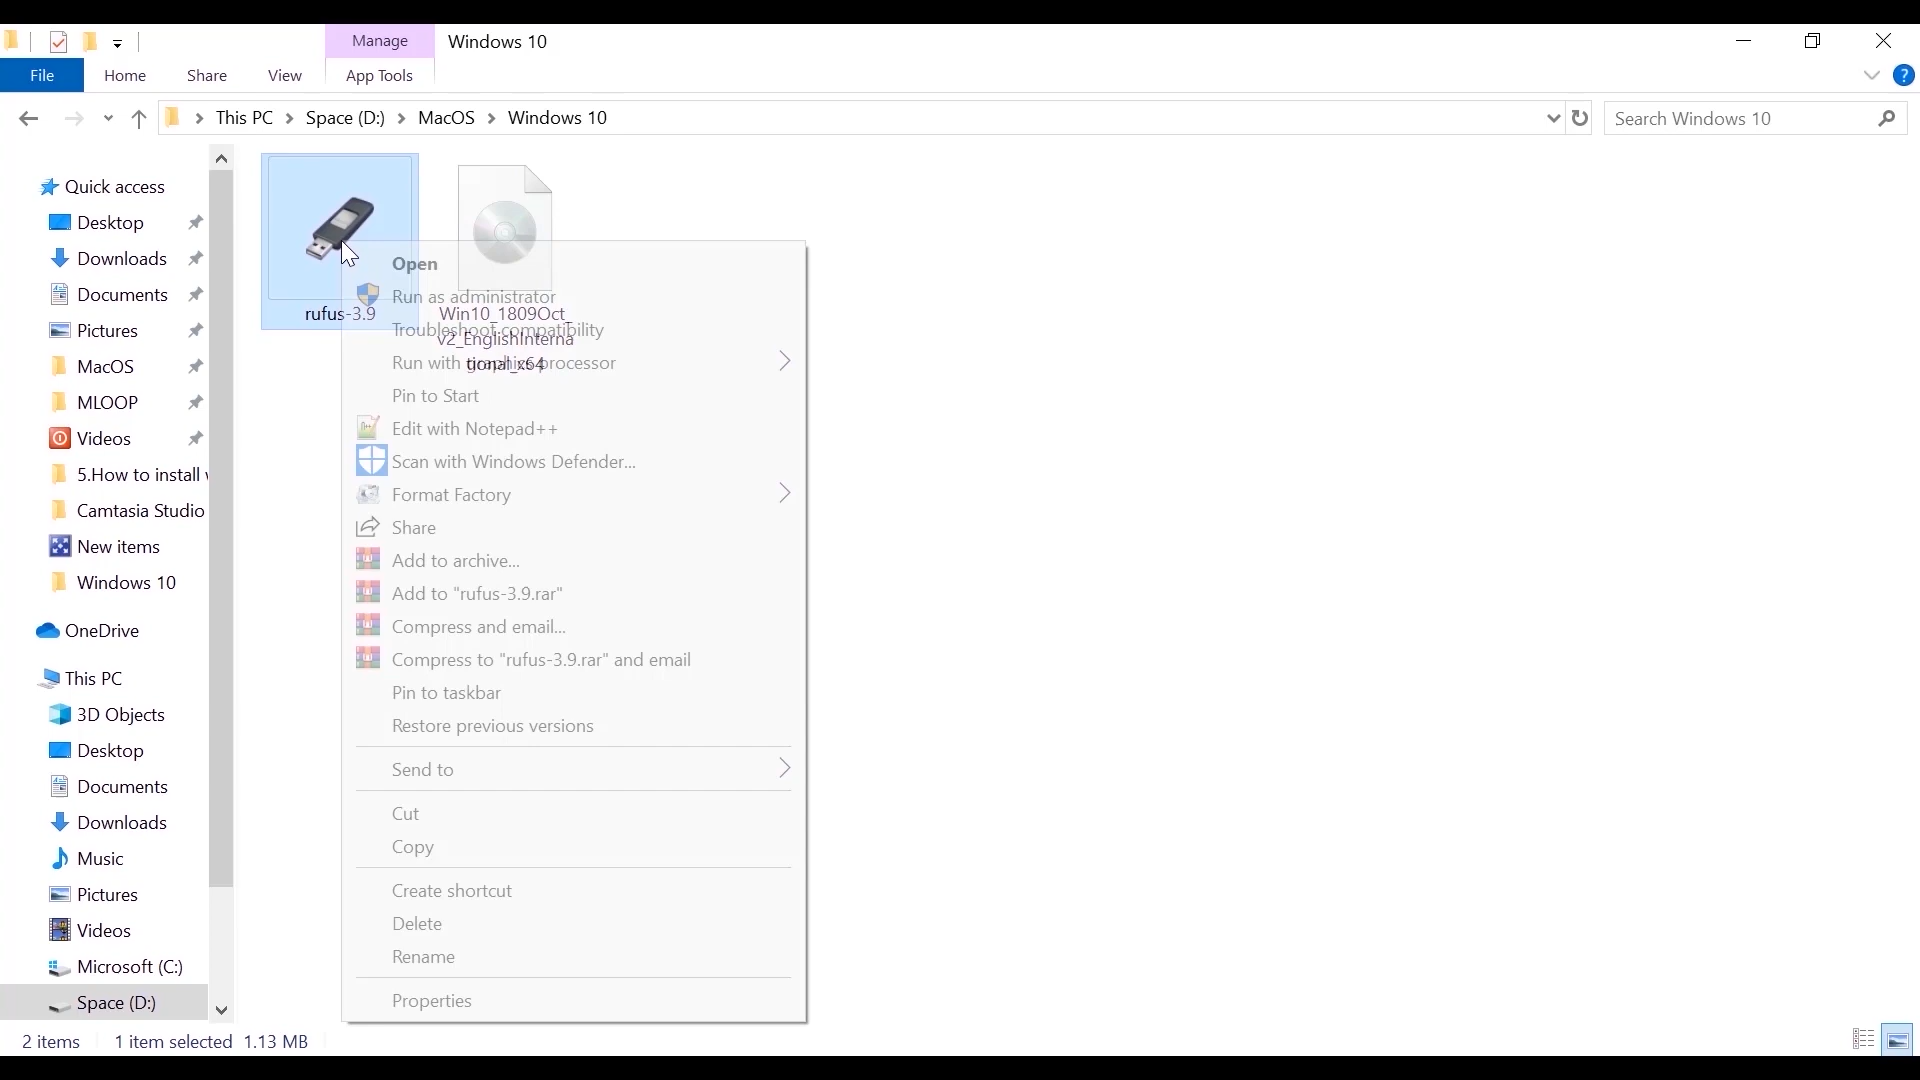 Manage
Windows 10
File
Home
Share
View
App Tools
This PC
Space (D:)
MacOS
Windows 10
Search Windows 10
Quick access
Desktop
Downloads
Documents
Pictures
MacOS
MLOOP
Videos
5.How to install
Camtasia Studio
New items
Windows 10
OneDrive
This PC
3D Objects
Desktop
Documents
Downloads
Music
Pictures
Videos
Microsoft (C:)
Space (D:)
rufus-3.9
Win10_1809Oct_
v2_EnglishInterna
tional_x64
Open
Run as administrator
Troubleshoot compatibility
Run with graphics processor
Pin to Start
Edit with Notepad++
Scan with Windows Defender...
Format Factory
Share
Add to archive...
Add to "rufus-3.9.rar"
Compress and email...
Compress to "rufus-3.9.rar" and email
Pin to taskbar
Restore previous versions
Send to
Cut
Copy
Create shortcut
Delete
Rename
Properties
2 items
1 item selected 1.13 MB